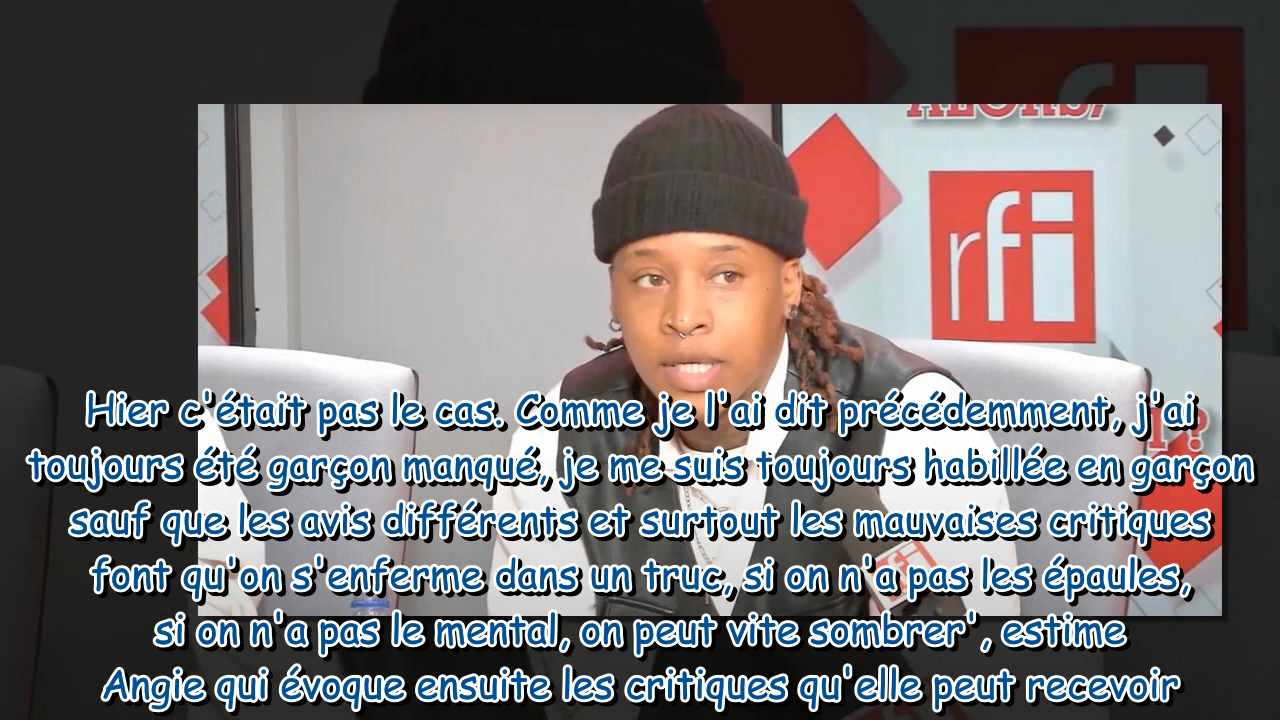 ALORS,
rfi
rfi
Hier c'était pas le cas. Comme je l'ai dit précédemment, j'ai
toujours été garçon manqué, je me suis toujours habillée en garçon
sauf que les avis différents et surtout les mauvaises critiques
font qu'on s'enferme dans un truc, si on n'a pas les épaules,
si on n'a pas le mental, on peut vite sombrer', estime
Angie qui évoque ensuite les critiques qu'elle peut recevoir